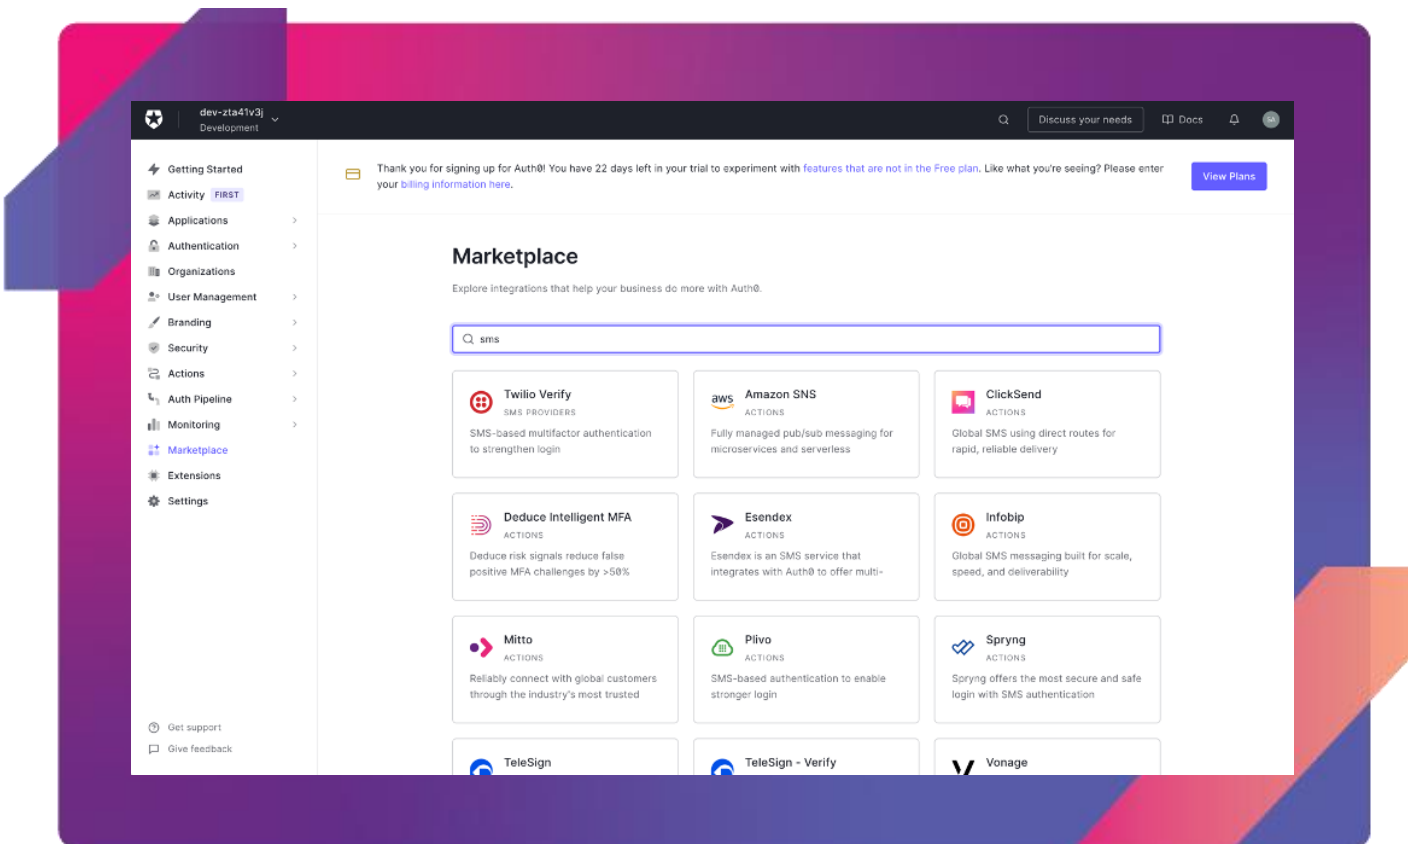 dev-zta41v3j
Development
Discuss your needs
Docs
SA
Getting Started
Activity FIRST
Applications
Authentication
Organizations
User Management
Branding
Security
Actions
Auth Pipeline
Monitoring
Marketplace
Extensions
Settings
Get support
Give feedback
Thank you for signing up for Auth0! You have 22 days left in your trial to experiment with features that are not in the Free plan. Like what you're seeing? Please enter
your billing information here.
View Plans
Marketplace
Explore integrations that help your business do more with Auth0.
sms
Twilio Verify
SMS PROVIDERS
SMS-based multifactor authentication
to strengthen login
aws
Amazon SNS
ACTIONS
Fully managed pub/sub messaging for
microservices and serverless
ClickSend
ACTIONS
Global SMS using direct routes for
rapid, reliable delivery
Deduce Intelligent MFA
ACTIONS
Deduce risk signals reduce false
positive MFA challenges by >50%
Esendex
ACTIONS
Esendex is an SMS service that
integrates with Auth0 to offer multi-
Infobip
ACTIONS
Global SMS messaging built for scale,
speed, and deliverability
Mitto
ACTIONS
Reliably connect with global customers
through the industry's most trusted
Plivo
ACTIONS
SMS-based authentication to enable
stronger login
Spryng
ACTIONS
Spryng offers the most secure and safe
login with SMS authentication
TeleSign
TeleSign - Verify
Vonage